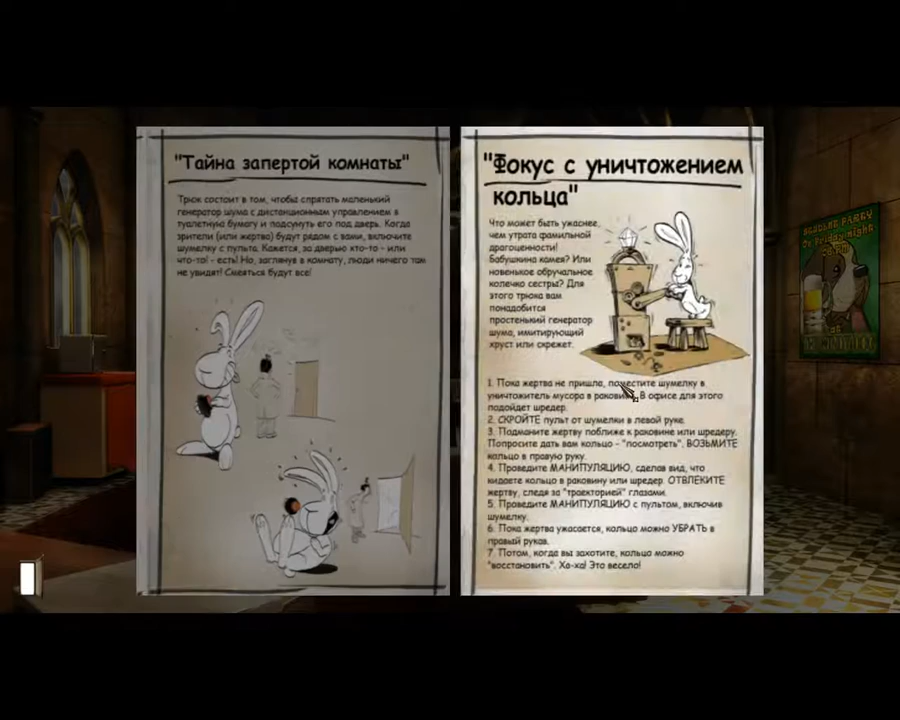 "Тайна запертой комнаты"
Трюк состоит в том, чтобы спрятать маленький
генератор шума с дистанционным управлением в
туалетную бумагу и подсунуть его под дверь. Когда
зрители (или жертва) будут рядом с вами, включите
шумелку с пульта. Кажется, за дверью кто-то - или
что-то! - есть! Но, заглянув в комнату, люди ничего там
не увидят! Смеяться будут все!
"Фокус с уничтожением
кольца"
Что может быть ужаснее,
чем утрата фамильной
драгоценности!
Бабушкина камея? Или
новенькое обручальное
колечко сестры? Для
этого трюка вам
понадобится
простенький генератор
шума, имитирующий
хруст или скрежет.
1. Пока жертва не пришла, поместите шумелку в
уничтожитель мусора в раковине. В офисе для этого
подойдет шредер.
2. СКРОЙТЕ пульт от шумелки в левой руке.
3. Подманите жертву поближе к раковине или шредеру.
Попросите дать вам кольцо - "посмотреть". ВОЗЬМИТЕ
кольцо в правую руку.
4. Проведите МАНИПУЛЯЦИЮ, сделав вид, что
кидаете кольцо в раковину или шредер. ОТВЛЕКИТЕ
жертву, следя за "траекторией" глазами.
5. Проведите МАНИПУЛЯЦИЮ с пультом, включив
шумелку.
6. Пока жертва ужасается, кольцо можно УБРАТЬ в
правый рукав.
7. Потом, когда вы захотите, кольцо можно
"восстановить". Ха-ха! Это весело!